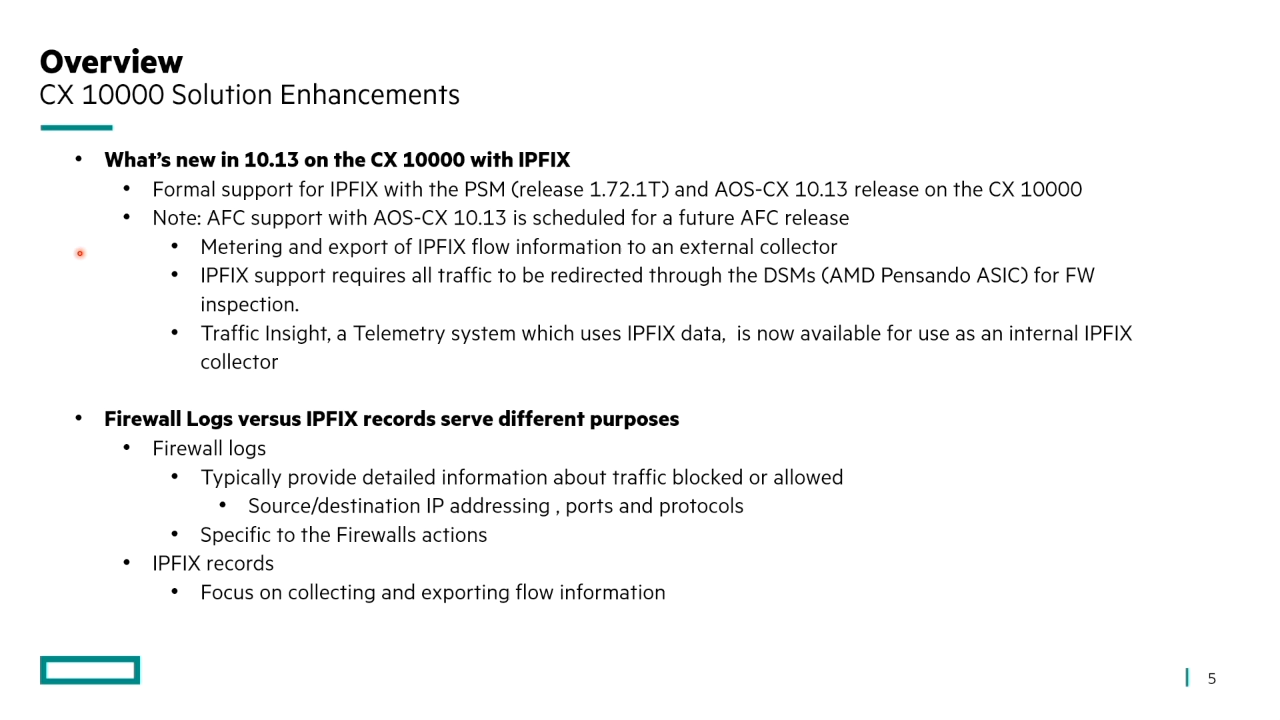 Overview
CX 10000 Solution Enhancements
• What’s new in 10.13 on the CX 10000 with IPFIX
• Formal support for IPFIX with the PSM (release 1.72.1T) and AOS-CX 10.13 release on the CX 10000
• Note: AFC support with AOS-CX 10.13 is scheduled for a future AFC release
• Metering and export of IPFIX flow information to an external collector
• IPFIX support requires all traffic to be redirected through the DSMs (AMD Pensando ASIC) for FW
inspection.
• Traffic Insight, a Telemetry system which uses IPFIX data,  is now available for use as an internal IPFIX
collector
• Firewall Logs versus IPFIX records serve different purposes
• Firewall logs
• Typically provide detailed information about traffic blocked or allowed
• Source/destination IP addressing , ports and protocols
• Specific to the Firewalls actions
• IPFIX records
• Focus on collecting and exporting flow information
5